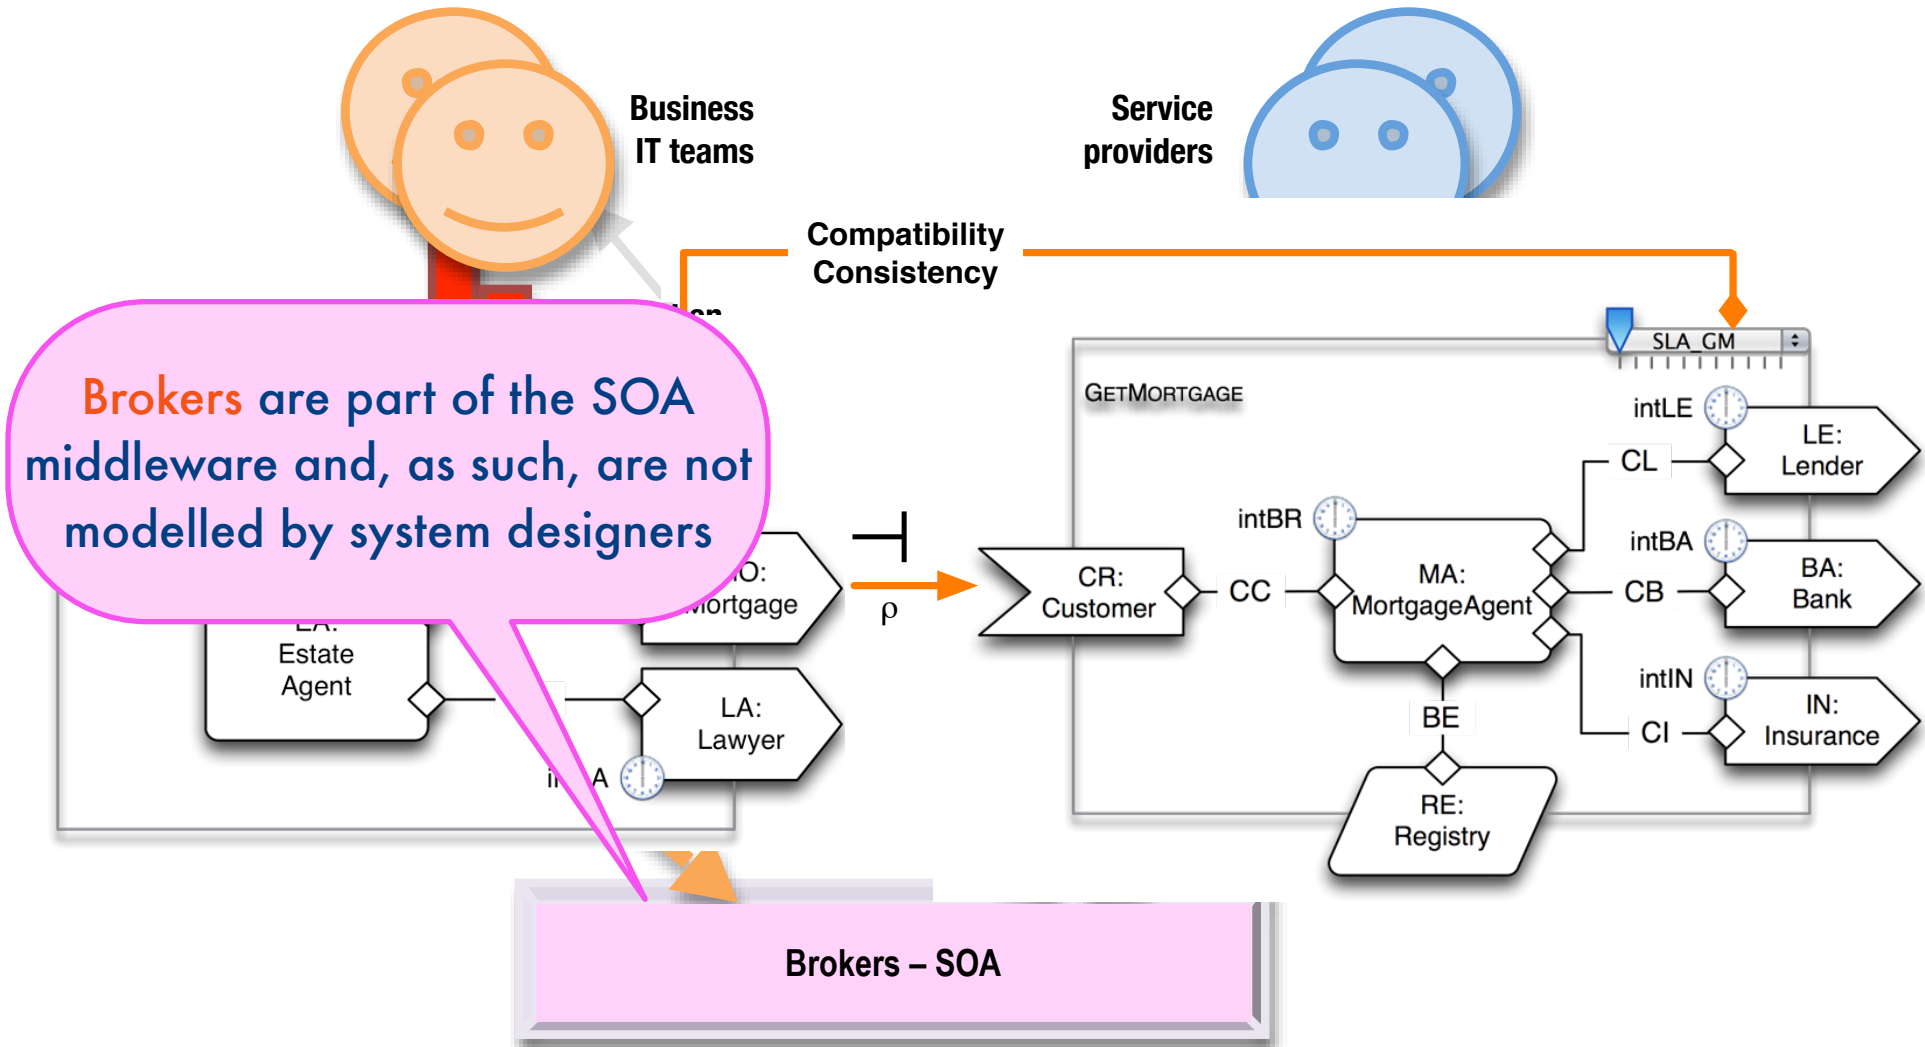 Business
IT teams
Service
providers
Compatibility
Consistency
Brokers are part of the SOA
middleware and, as such, are not
modelled by system designers
SLA_GM
GETMORTGAGE
intLE
LE:
Lender
CL
intBR
intBA
BA:
Bank
CR:
Customer
CC
MA:
MortgageAgent
CB
ρ
Estate
Agent
LA:
Lawyer
intIN
IN:
Insurance
CI
BE
RE:
Registry
Brokers – SOA